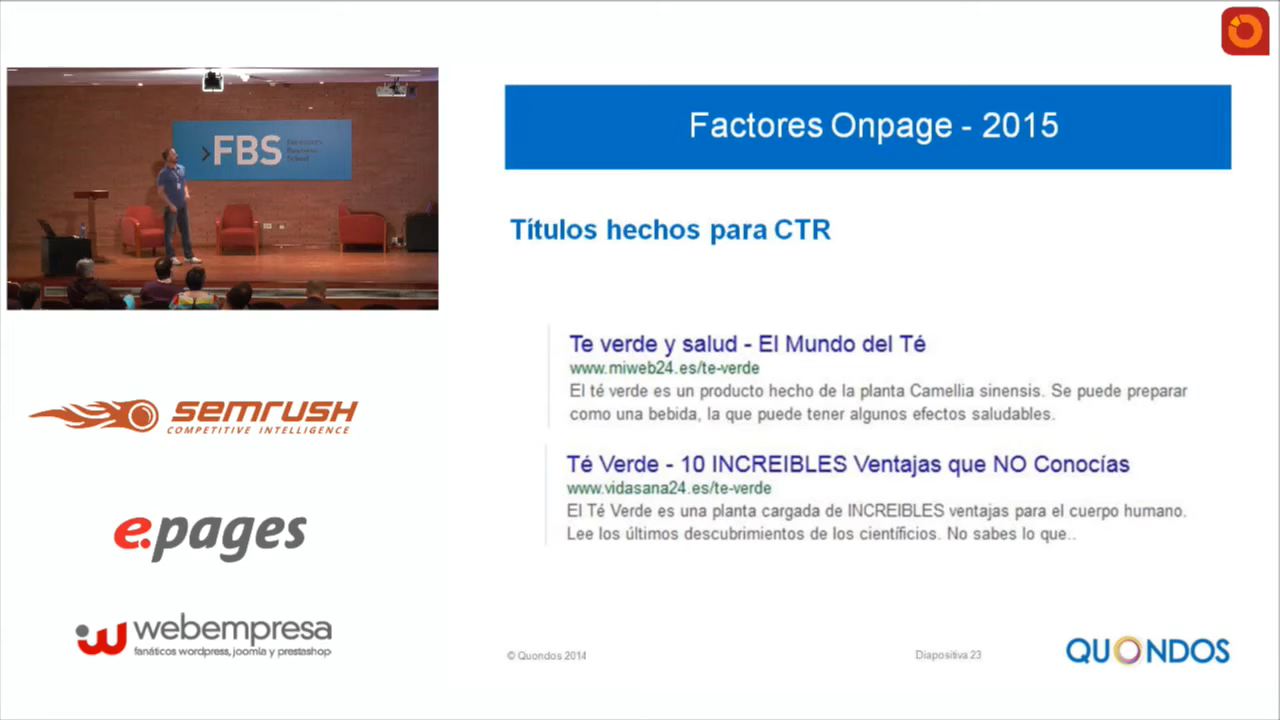 Factores Onpage - 2015
Títulos hechos para CTR
Te verde y salud - El Mundo del Té
www.miweb24.es/te-verde
El té verde es un producto hecho de la planta Camellia sinensis. Se puede preparar
como una bebida, la que puede tener algunos efectos saludables.
Té Verde - 10 INCREIBLES Ventajas que NO Conocías
www.vidasana24.es/te-verde
El Té Verde es una planta cargada de INCREIBLES ventajas para el cuerpo humano.
Lee los últimos descubrimientos de los científicos. No sabes lo que..
© Quondos 2014
Diapositiva 23
QUONDOS
FBS
SEMRUSH
COMPETITIVE INTELLIGENCE
e.pages
webempresa
fanáticos wordpress, joomla y prestashop